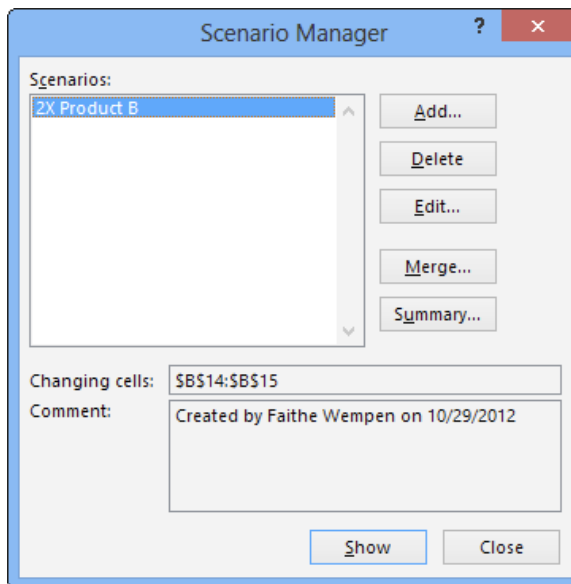 Scenario Manager
?
Scenarios:
2X Product B
Add...
Delete
Edit...
Merge...
Summary...
Changing cells: $B$14:$B$15
Comment: Created by Faithe Wempen on 10/29/2012
Show Close